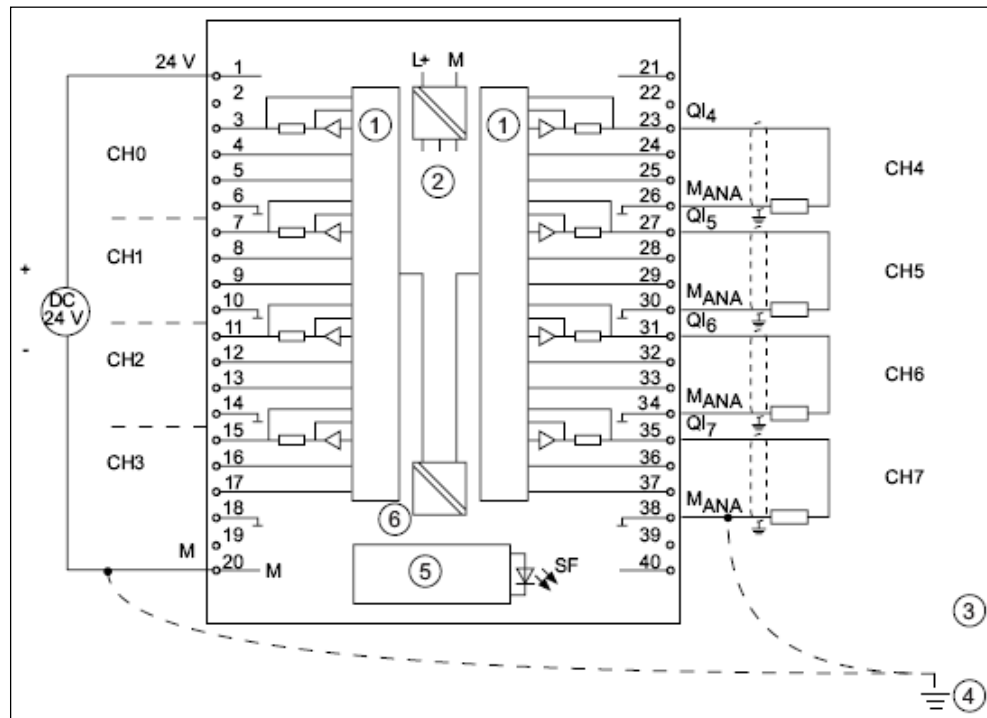 24 V
L+ M
1
2
3
4
5
6
7
8
9
10
11
12
13
14
15
16
17
18
19
20
M
M
CH0
CH1
CH2
CH3
+
DC
24 V
-
1
1
2
6
5
SF
21
22
23
24
25
26
27
28
29
30
31
32
33
34
35
36
37
38
39
40
QI4
MANA
QI5
MANA
QI6
MANA
QI7
MANA
CH4
CH5
CH6
CH7
3
4